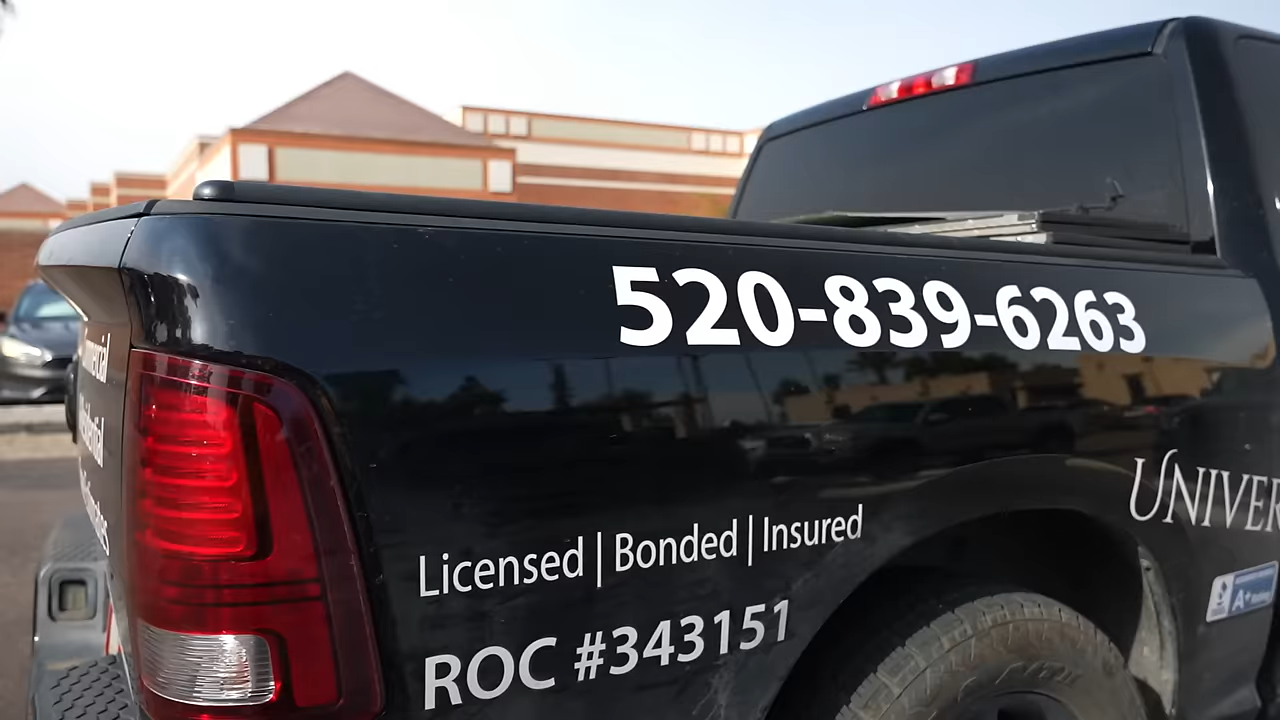 520-839-6263
Licensed | Bonded | Insured
ROC #343151
UNIVER
A+